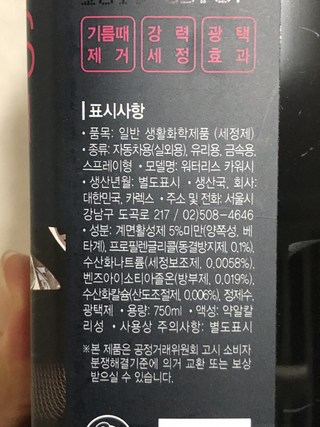 기름때 강력 광택
제거 세정 효과
표시사항
• 품목: 일반 생활화학제품 (세정제)
• 종류: 자동차용(실외용), 유리용, 금속용,
스프레이형 • 모델명: 워터리스 카워시
• 생산년월: 별도표시 • 생산국, 회사:
대한민국, 카렉스 • 주소 및 전화: 서울시
강남구 도곡로 217 / 02)508-4646
• 성분: 계면활성제 5%미만(양쪽성, 베
타계), 프로필렌글리콜(동결방지제, 0.1%),
수산화나트륨(세정보조제, 0.0058%),
벤즈아이소티아졸온(방부제, 0.019%),
수산화칼슘(산도조절제, 0.006%), 정제수,
광택제 • 용량: 750ml • 액성: 약알칼
리성 • 사용상 주의사항: 별도표시
※본 제품은 공정거래위원회 고시 소비자
분쟁해결기준에 의거 교환 또는 보상
받으실 수 있습니다.